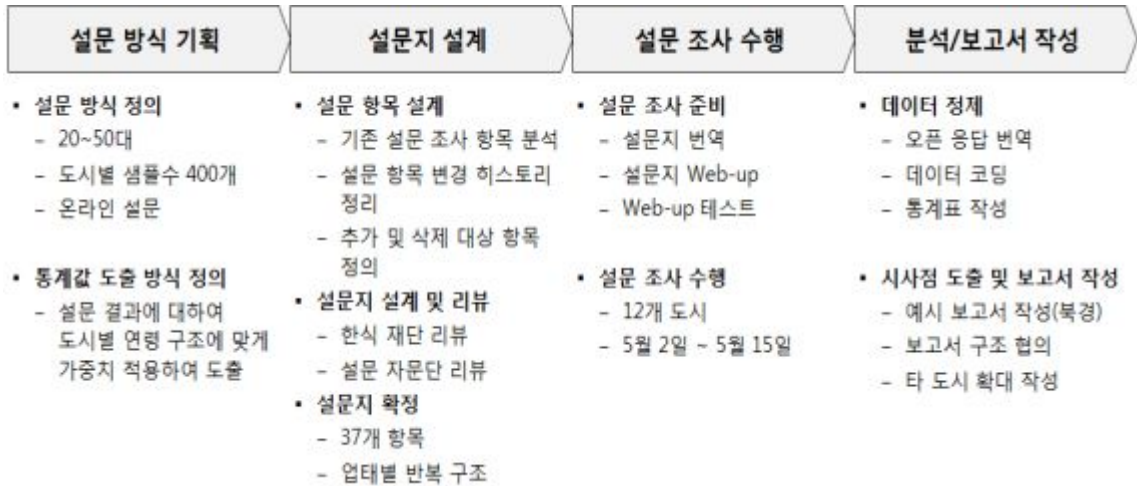 설문 방식 기획
설문지 설계
설문 조사 수행
분석/보고서 작성
▪ 설문 방식 정의
– 20~50대
– 도시별 샘플수 400개
– 온라인 설문
▪ 통계값 도출 방식 정의
– 설문 결과에 대하여
도시별 연령 구조에 맞게
가중치 적용하여 도출
▪ 설문 항목 설계
– 기존 설문 조사 항목 분석
– 설문 항목 변경 히스토리
정리
– 추가 및 삭제 대상 항목
정의
▪ 설문지 설계 및 리뷰
– 한식 재단 리뷰
– 설문 자문단 리뷰
▪ 설문지 확정
– 37개 항목
– 업태별 반복 구조
▪ 설문 조사 준비
– 설문지 번역
– 설문지 Web-up
– Web-up 테스트
▪ 설문 조사 수행
– 12개 도시
– 5월 2일 ~ 5월 15일
▪ 데이터 정제
– 오픈 응답 번역
– 데이터 코딩
– 통계표 작성
▪ 시사점 도출 및 보고서 작성
– 예시 보고서 작성(북경)
– 보고서 구조 협의
– 타 도시 확대 작성